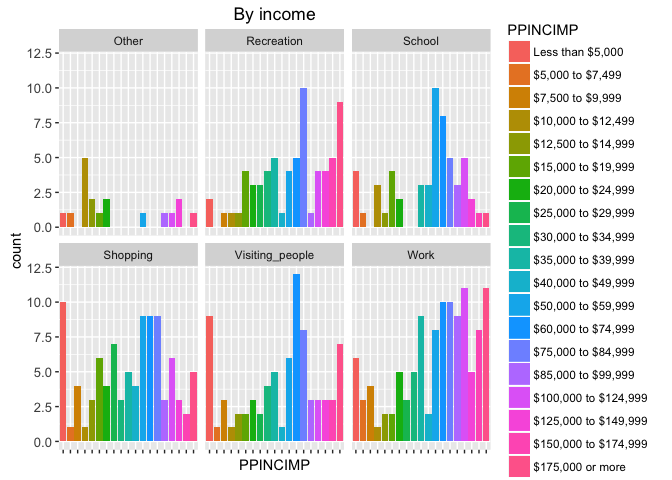 By income
Other Recreation School
12.5
10.0
7.5
5.0
2.5
0.0
count
Shopping Visiting_people Work
12.5
10.0
7.5
5.0
2.5
0.0
PPINCIMP
PPINCIMP
Less than $5,000
$5,000 to $7,499
$7,500 to $9,999
$10,000 to $12,499
$12,500 to $14,999
$15,000 to $19,999
$20,000 to $24,999
$25,000 to $29,999
$30,000 to $34,999
$35,000 to $39,999
$40,000 to $49,999
$50,000 to $59,999
$60,000 to $74,999
$75,000 to $84,999
$85,000 to $99,999
$100,000 to $124,999
$125,000 to $149,999
$150,000 to $174,999
$175,000 or more